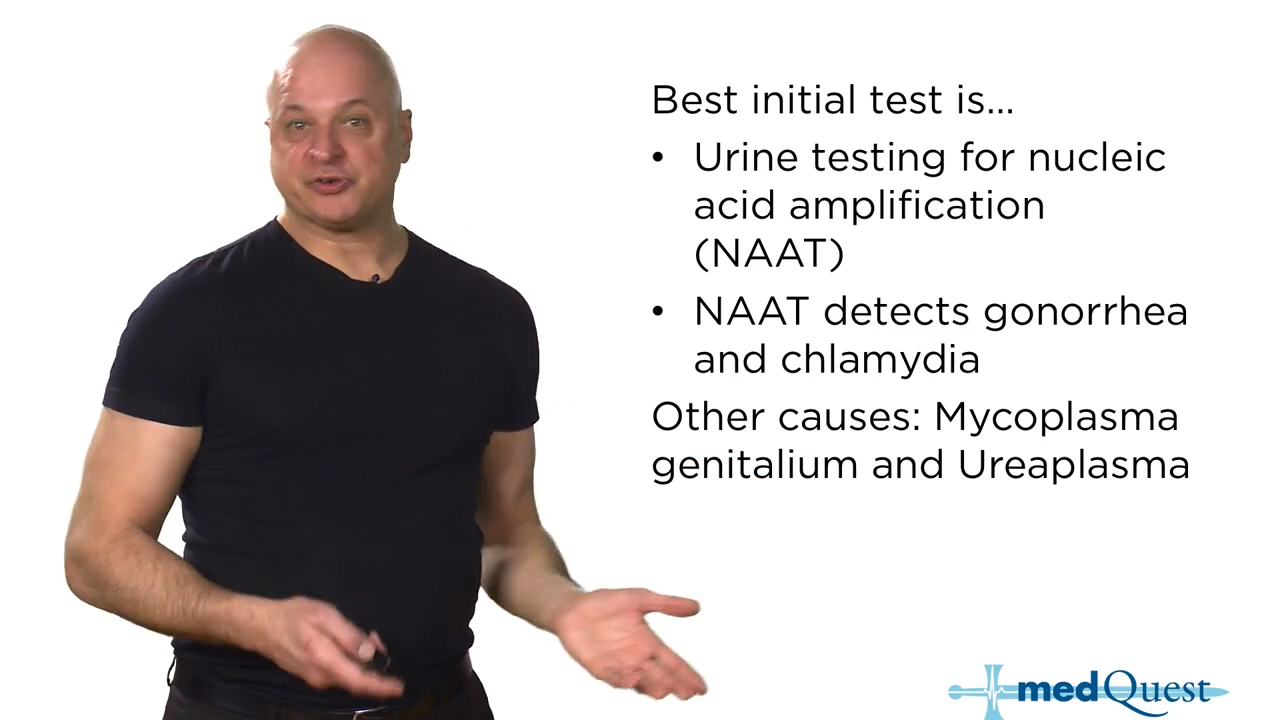 Best initial test is...
• Urine testing for nucleic
acid amplification
(NAAT)
• NAAT detects gonorrhea
and chlamydia
Other causes: Mycoplasma
genitalium and Ureaplasma
medQuest